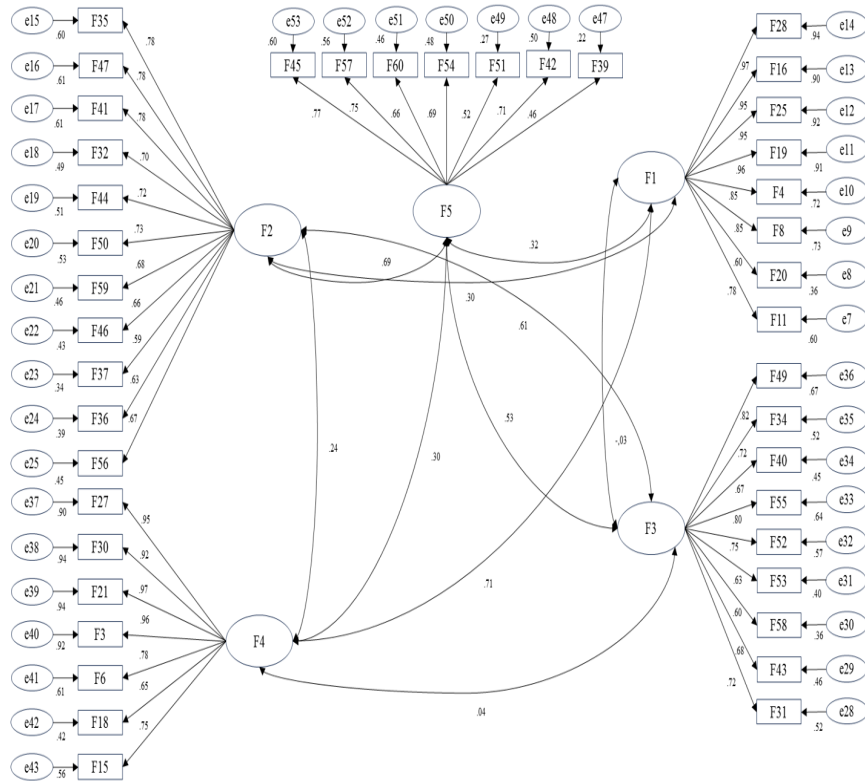 e15 .60 F35 .78
e16 .61 F47 .78
e17 .61 F41 .78
e18 .49 F32 .70
e19 .51 F44 .72
e20 .53 F50 .73
e21 .46 F59 .68
e22 .43 F46 .66
e23 .34 F37 .59
e24 .39 F36 .63
e25 .45 F56 .67
F2
e53 e52 e51 e50 e49 e48 e47
.60 .56 .46 .48 .27 .50 .22
F45 F57 F60 F54 F51 F42 F39
.77 .75 .66 .69 .52 .71 .46
F5
F28 .94 e14
.97
F16 .90 e13
.95
F25 .92 e12
.95
F19 .91 e11
.96
F4 .72 e10
.85
F8 .73 e9
.85
F20 .36 e8
.60
F11 .60 e7
.78
F1
.32
.69
.30
.61
.24
.30
.53
-,03
.71
.04
F49 .67 e36
.82
F34 .52 e35
.72
F40 .45 e34
.67
F55 .64 e33
.80
F52 .57 e32
.75
F53 .40 e31
.63
F58 .36 e30
.60
F43 .46 e29
.68
F31 .52 e28
.72
F3
e37 .90 F27 .95
e38 .94 F30 .92
e39 .94 F21 .97
e40 .92 F3 .96
e41 .61 F6 .78
e42 .42 F18 .65
e43 .56 F15 .75
F4